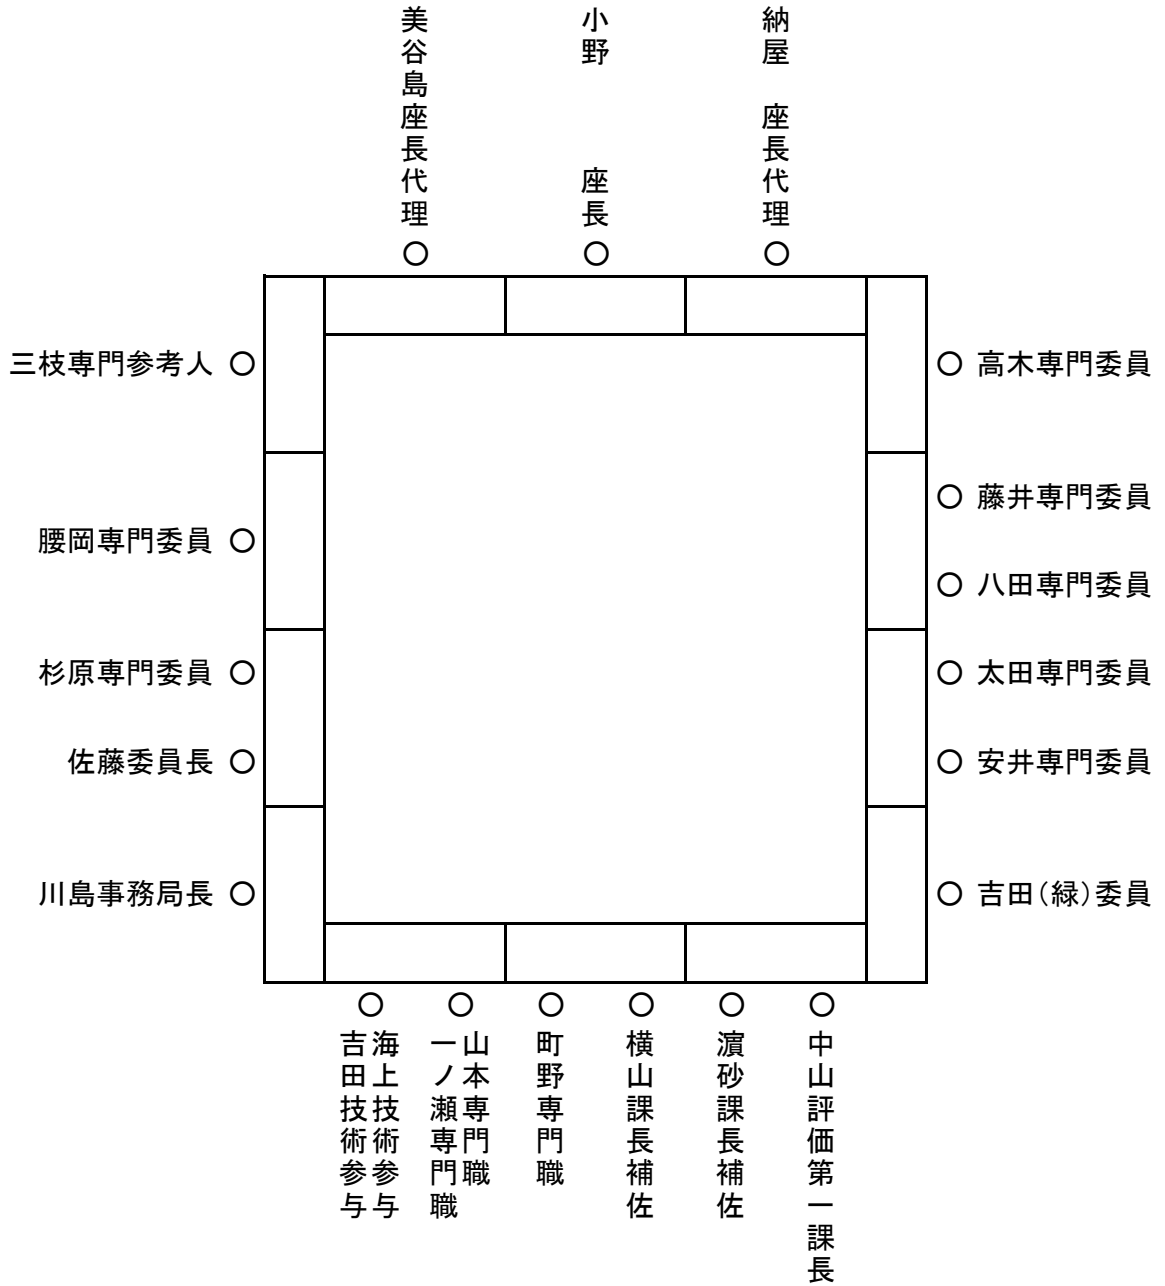 美谷島座長代理
小野　　　座長
納屋　座長代理
三枝専門参考人
高木専門委員
藤井専門委員
腰岡専門委員
八田専門委員
杉原専門委員
太田専門委員
佐藤委員長
安井専門委員
川島事務局長
吉田(緑)委員
海上技術参与
吉田技術参与
山本専門職
一ノ瀬専門職
町野専門職
横山課長補佐
濵砂課長補佐
中山評価第一課長